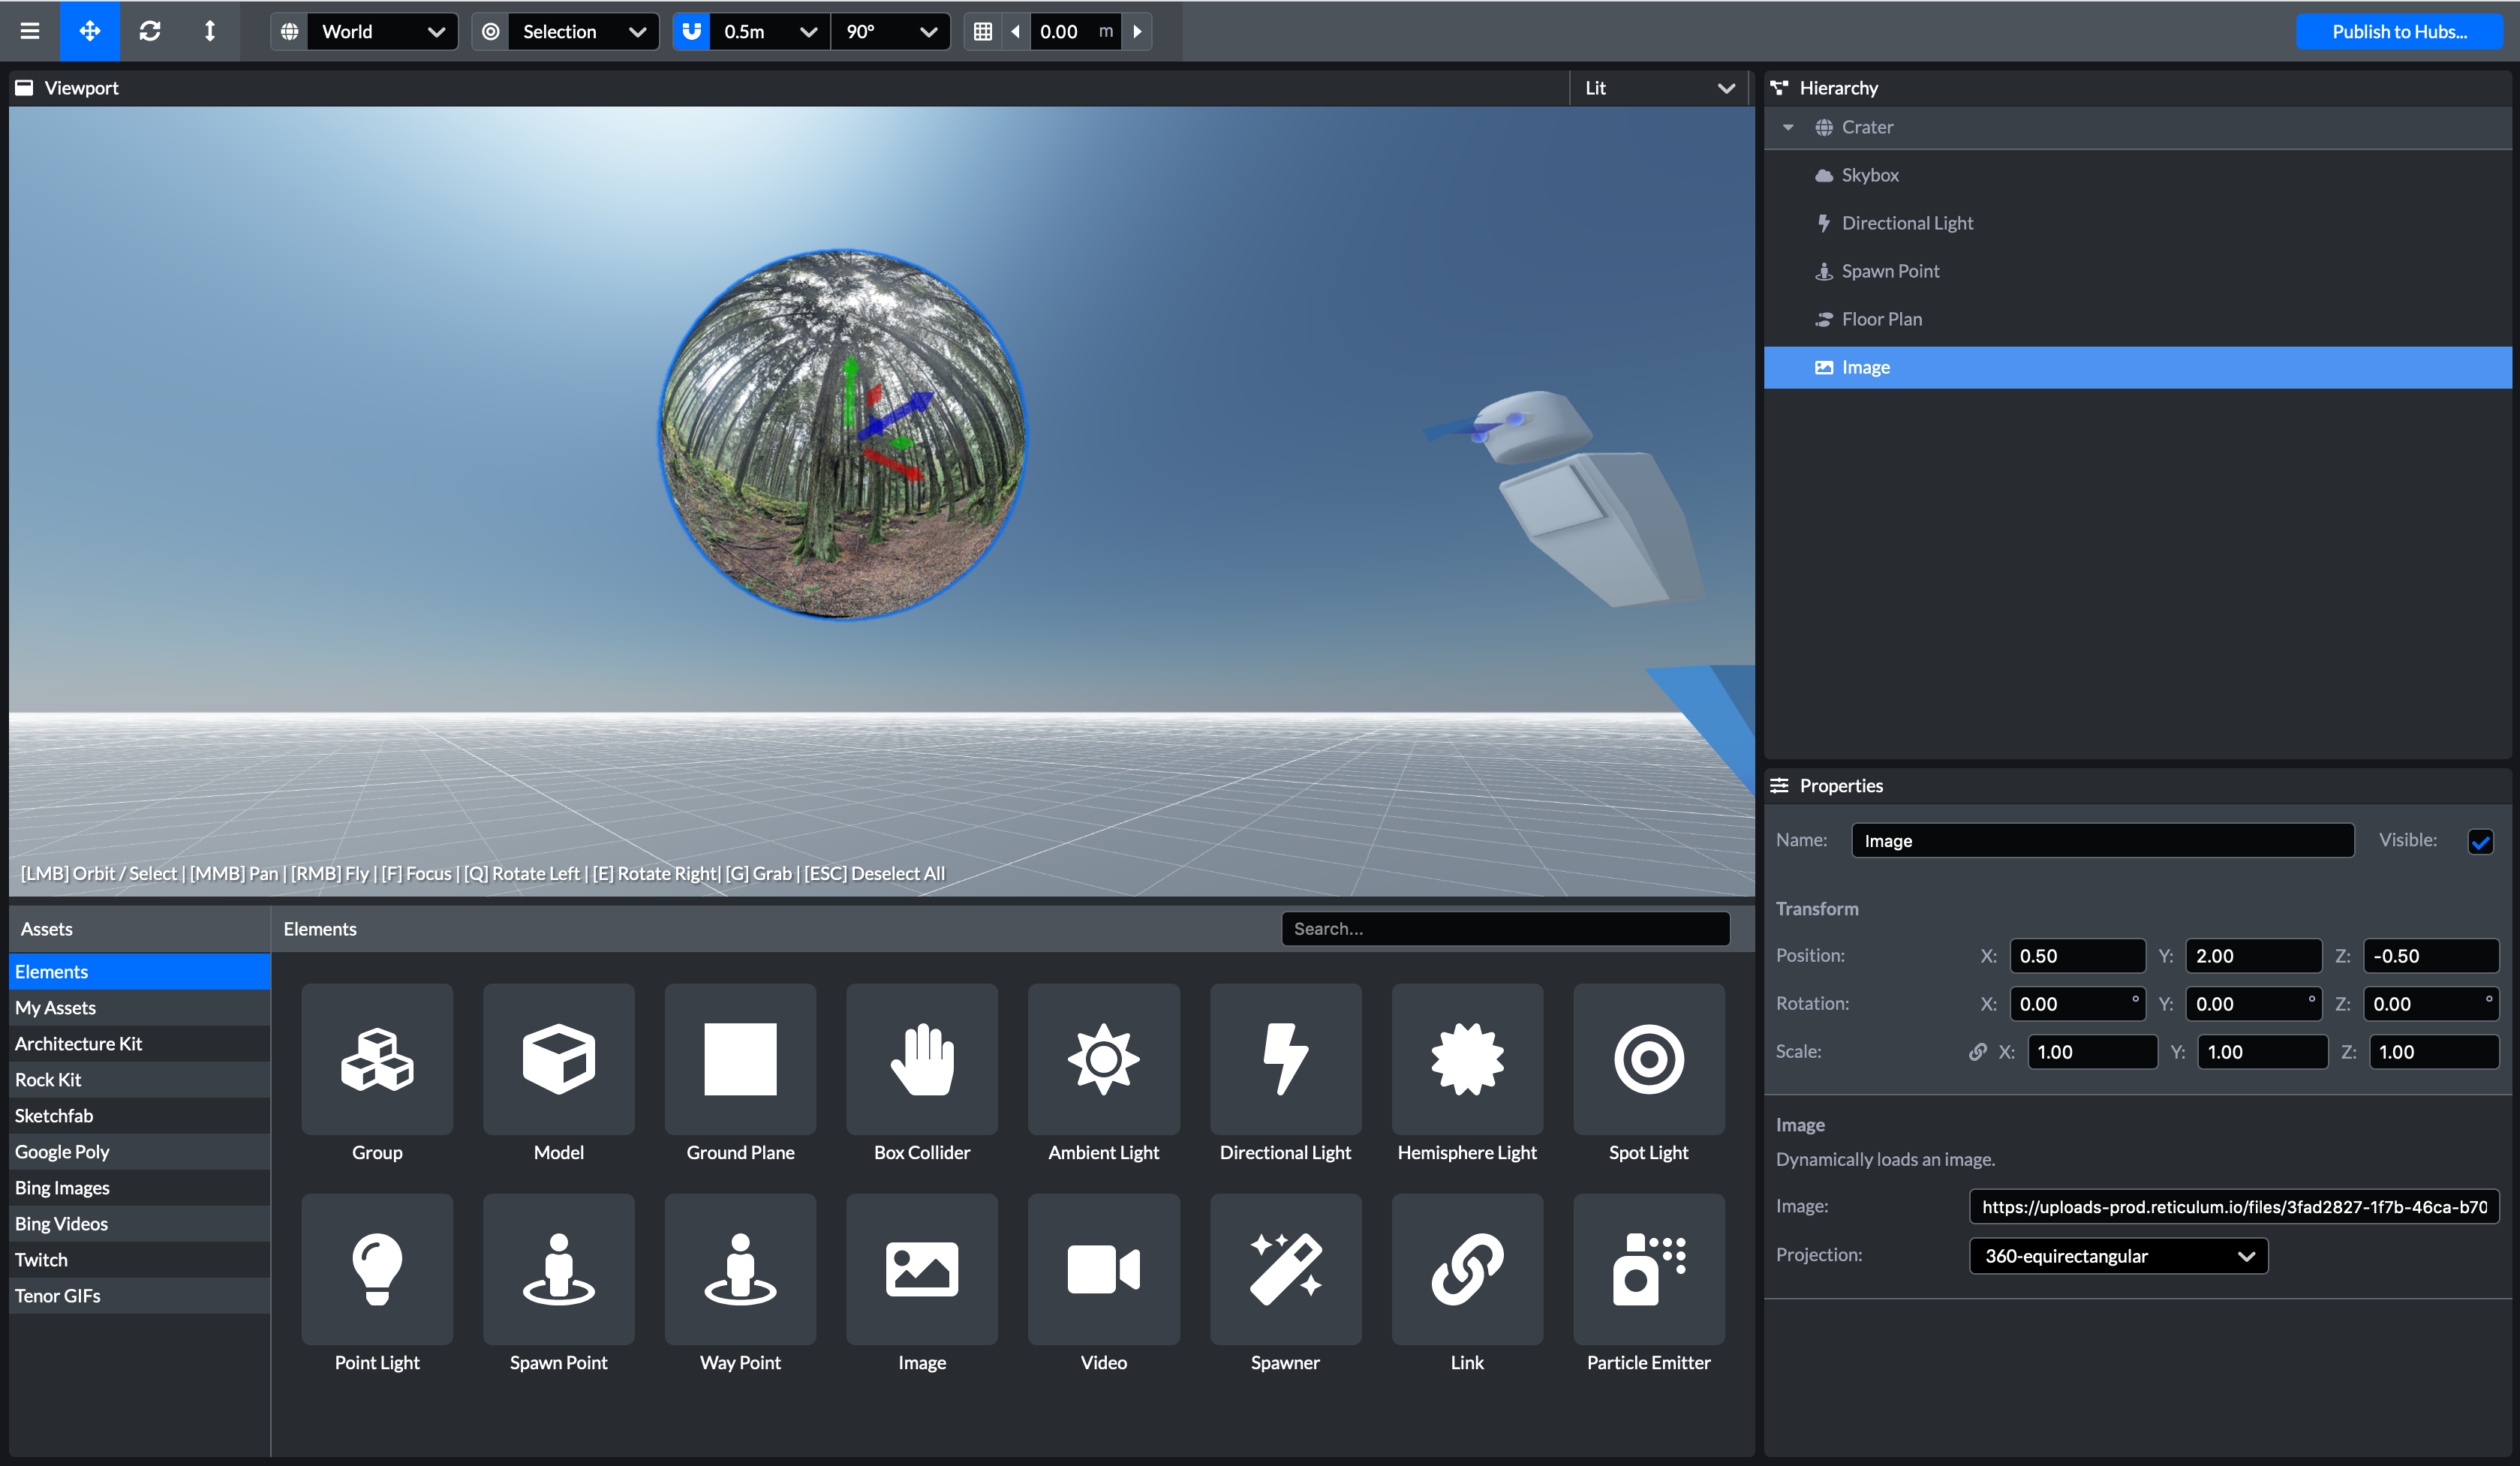 World
Selection
0.5m
90°
0.00 m
Publish to Hubs...
Viewport
Lit
[LMB] Orbit / Select | [MMB] Pan | [RMB] Fly | [F] Focus | [Q] Rotate Left | [E] Rotate Right| [G] Grab | [ESC] Deselect All
Hierarchy
Crater
Skybox
Directional Light
Spawn Point
Floor Plan
Image
Assets
Elements
My Assets
Architecture Kit
Rock Kit
Sketchfab
Google Poly
Bing Images
Bing Videos
Twitch
Tenor GIFs
Elements
Search...
Group Model Ground Plane Box Collider Ambient Light Directional Light Hemisphere Light Spot Light
Point Light Spawn Point Way Point Image Video Spawner Link Particle Emitter
Properties
Name: Image Visible:
Transform
Position: X: 0.50 Y: 2.00 Z: -0.50
Rotation: X: 0.00 ° Y: 0.00 ° Z: 0.00 °
Scale: X: 1.00 Y: 1.00 Z: 1.00
Image
Dynamically loads an image.
Image: https://uploads-prod.reticulum.io/files/3fad2827-1f7b-46ca-b70
Projection: 360-equirectangular